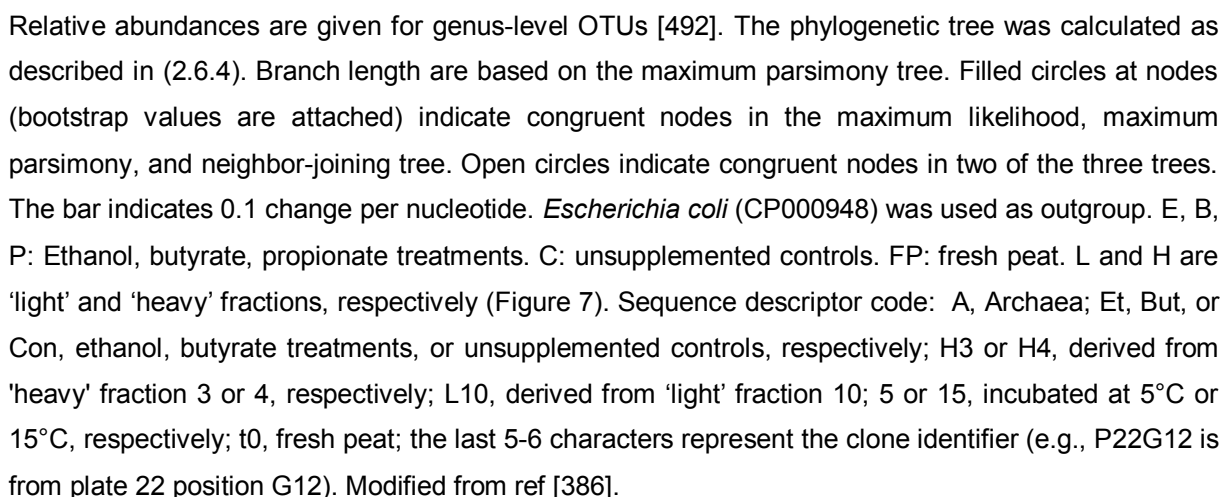 Relative abundances are given for genus-level OTUs [492]. The phylogenetic tree was calculated as
described in (2.6.4). Branch length are based on the maximum parsimony tree. Filled circles at nodes
(bootstrap values are attached) indicate congruent nodes in the maximum likelihood, maximum
parsimony, and neighbor-joining tree. Open circles indicate congruent nodes in two of the three trees.
The bar indicates 0.1 change per nucleotide. Escherichia coli (CP000948) was used as outgroup. E, B,
P: Ethanol, butyrate, propionate treatments. C: unsupplemented controls. FP: fresh peat. L and H are
‘light’ and ‘heavy’ fractions, respectively (Figure 7). Sequence descriptor code:  A, Archaea; Et, But, or
Con, ethanol, butyrate treatments, or unsupplemented controls, respectively; H3 or H4, derived from
'heavy' fraction 3 or 4, respectively; L10, derived from ‘light’ fraction 10; 5 or 15, incubated at 5°C or
15°C, respectively; t0, fresh peat; the last 5-6 characters represent the clone identifier (e.g., P22G12 is
from plate 22 position G12). Modified from ref [386].